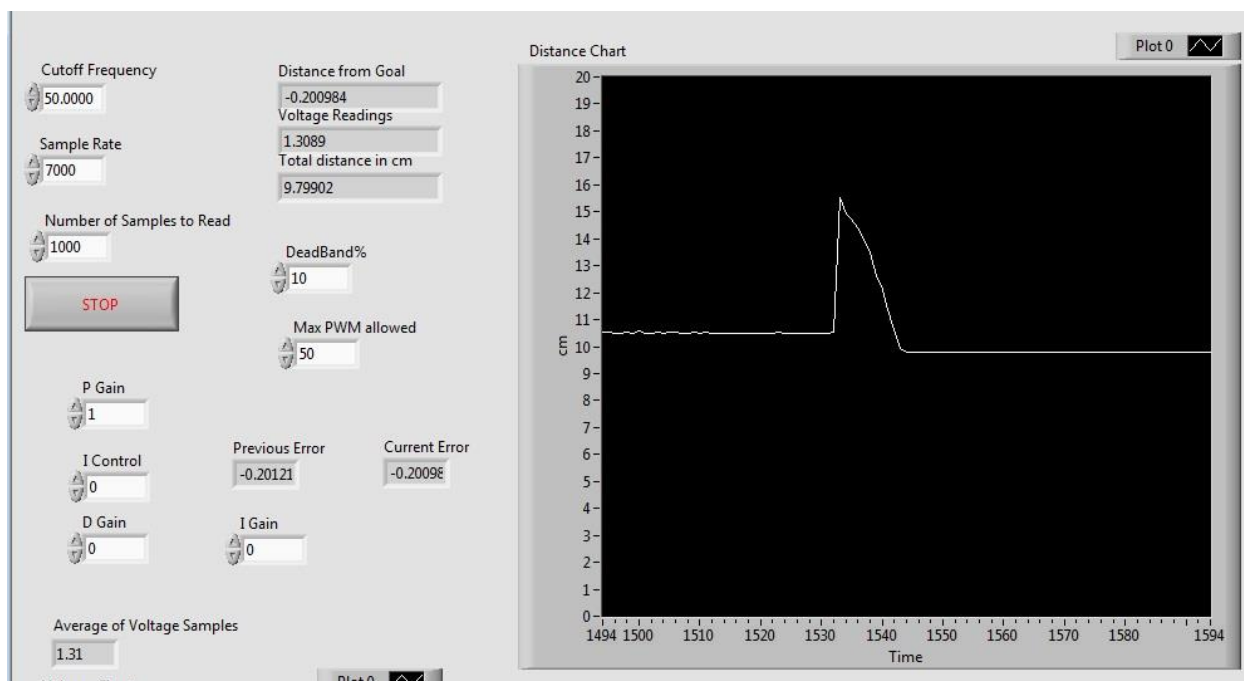 Cutoff Frequency
50.0000
Sample Rate
7000
Number of Samples to Read
1000
STOP
Distance from Goal
-0.200984
Voltage Readings
1.3089
Total distance in cm
9.79902
DeadBand%
10
Max PWM allowed
50
P Gain
1
I Control
0
D Gain
0
I Gain
0
Previous Error
-0.20121
Current Error
-0.2009
Average of Voltage Samples
1.31
Plot 0
Distance Chart
Plot 0
20
19
18
17
16
15
14
13
12
11
10
9
8
7
6
5
4
3
2
1
0
cm
1494 1500 1510 1520 1530 1540 1550 1560 1570 1580 1594
Time